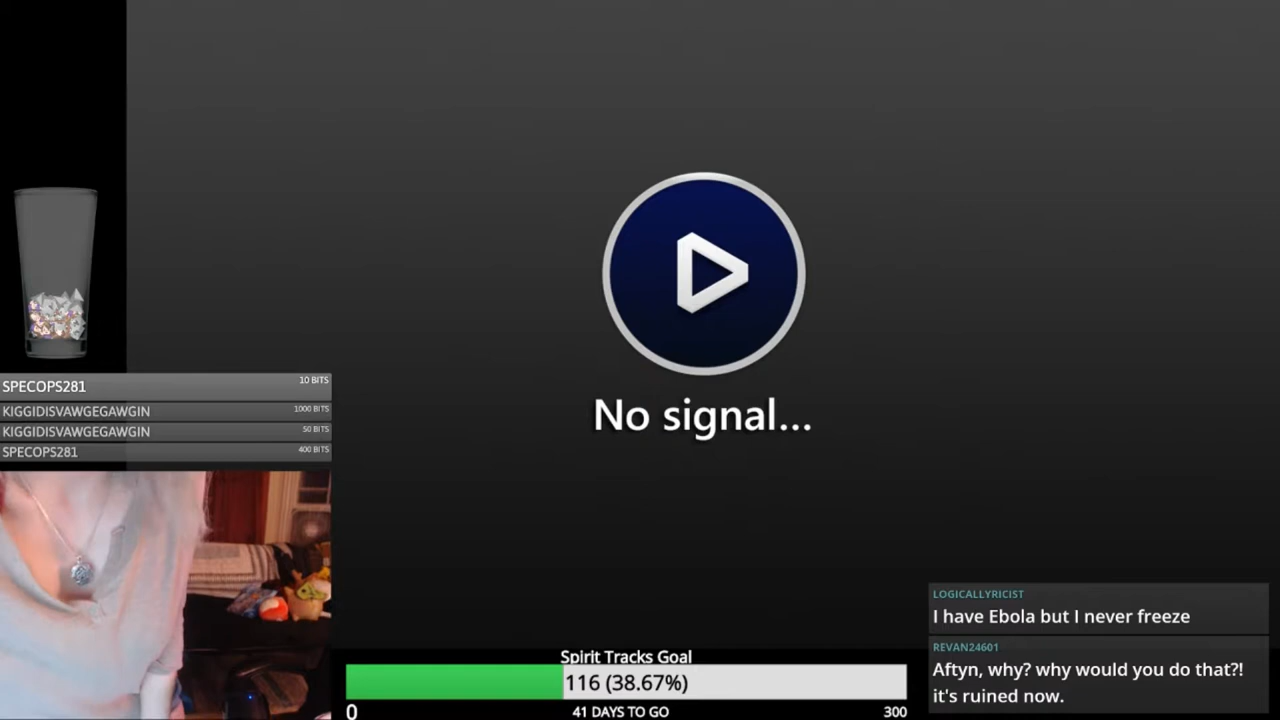 No signal...
SPECOPS281 10 BITS
KIGGIDISVAWGEGAWGIN 1000 BITS
KIGGIDISVAWGEGAWGIN 50 BITS
SPECOPS281 400 BITS
LOGICALLYRICIST
I have Ebola but I never freeze
REVAN24601
Aftyn, why? why would you do that?!
it's ruined now.
Spirit Tracks Goal
116 (38.67%)
0 41 DAYS TO GO 300